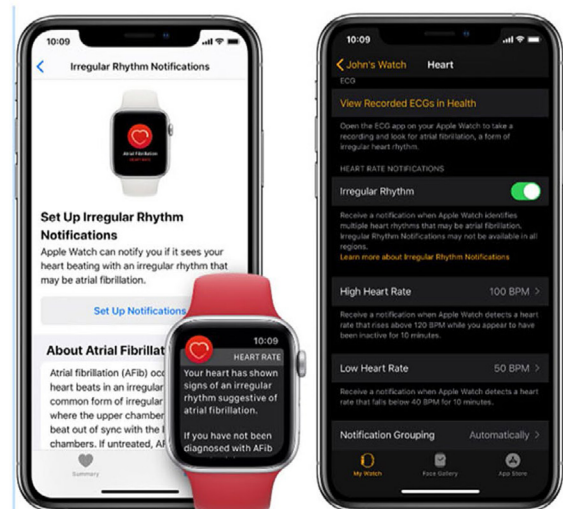 10:09
Irregular Rhythm Notifications
Atrial Fibrillation
Set Up Irregular Rhythm
Notifications
Apple Watch can notify you if it sees your
heart beating with an irregular rhythm that
may be atrial fibrillation.
Set Up Notifications
About Atrial Fibrillat
Atrial fibrillation (AFib) occ
heart beats in an irregular
common form of irregular
where the upper chamber
beat out of sync with the l
chambers. If untreated, AF
Summary
10:09
HEART RATE
Your heart has shown
signs of an irregular
rhythm suggestive of
atrial fibrillation.
If you have not been
diagnosed with AFib
10:09
John's Watch Heart
ECG
View Recorded ECGs in Health
Open the ECG app on your Apple Watch to take a
recording and look for atrial fibrillation, a form of
irregular heart rhythm.
HEART RATE NOTIFICATIONS
Irregular Rhythm
Receive a notification when Apple Watch identifies
multiple heart rhythms that may be atrial fibrillation.
Irregular Rhythm Notifications may not be available in all
regions.
Learn more about Irregular Rhythm Notifications
High Heart Rate 100 BPM
Receive a notification when Apple Watch detects a heart
rate that rises above 120 BPM while you appear to have
been inactive for 10 minutes.
Low Heart Rate 50 BPM
Receive a notification when Apple Watch detects a heart
rate that falls below 40 BPM for 10 minutes.
Notification Grouping Automatically
My Watch Face Gallery App Store